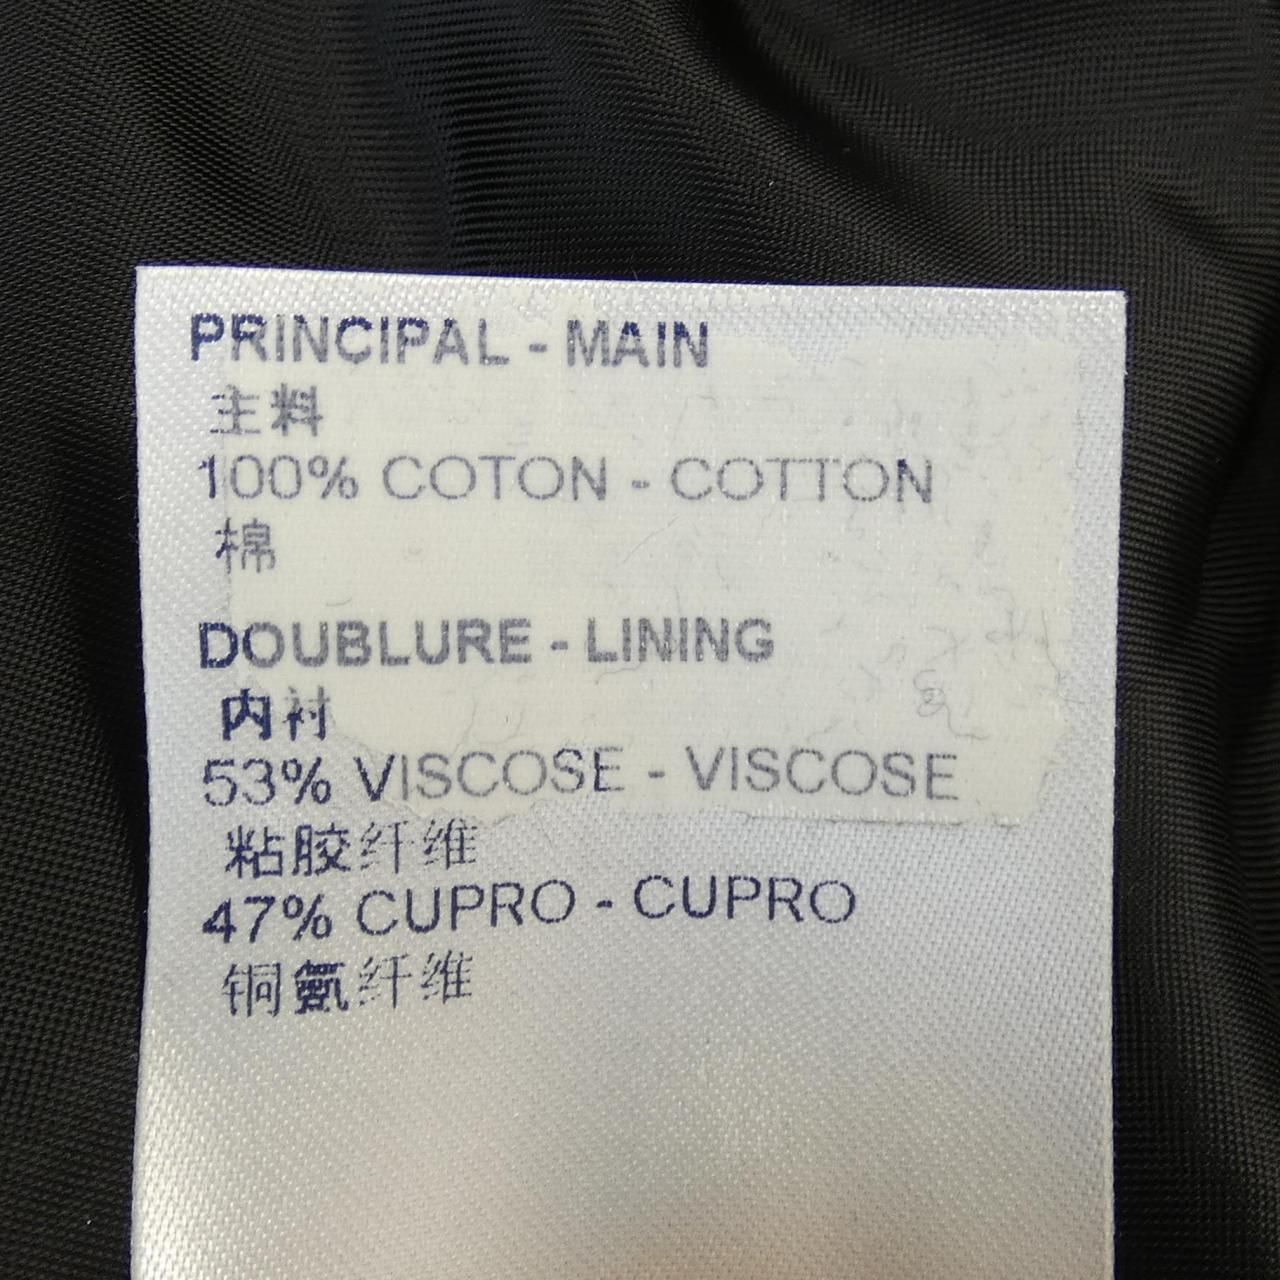 PRINCIPAL - MAIN
主料
100% COTON - COTTON
棉
DOUBLURE - LINING
内衬
53% VISCOSE - VISCOSE
粘胶纤维
47% CUPRO - CUPRO
铜氨纤维